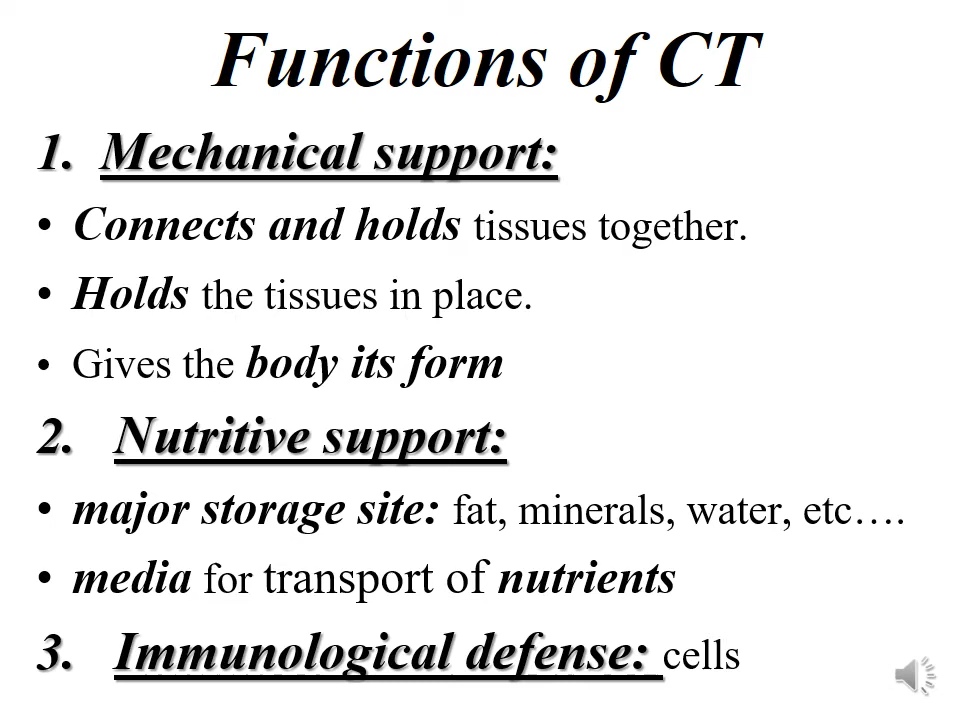 Functions of CT
1. Mechanical support:
• Connects and holds tissues together.
• Holds the tissues in place.
• Gives the body its form
2. Nutritive support:
• major storage site: fat, minerals, water, etc….
• media for transport of nutrients
3. Immunological defense: cells